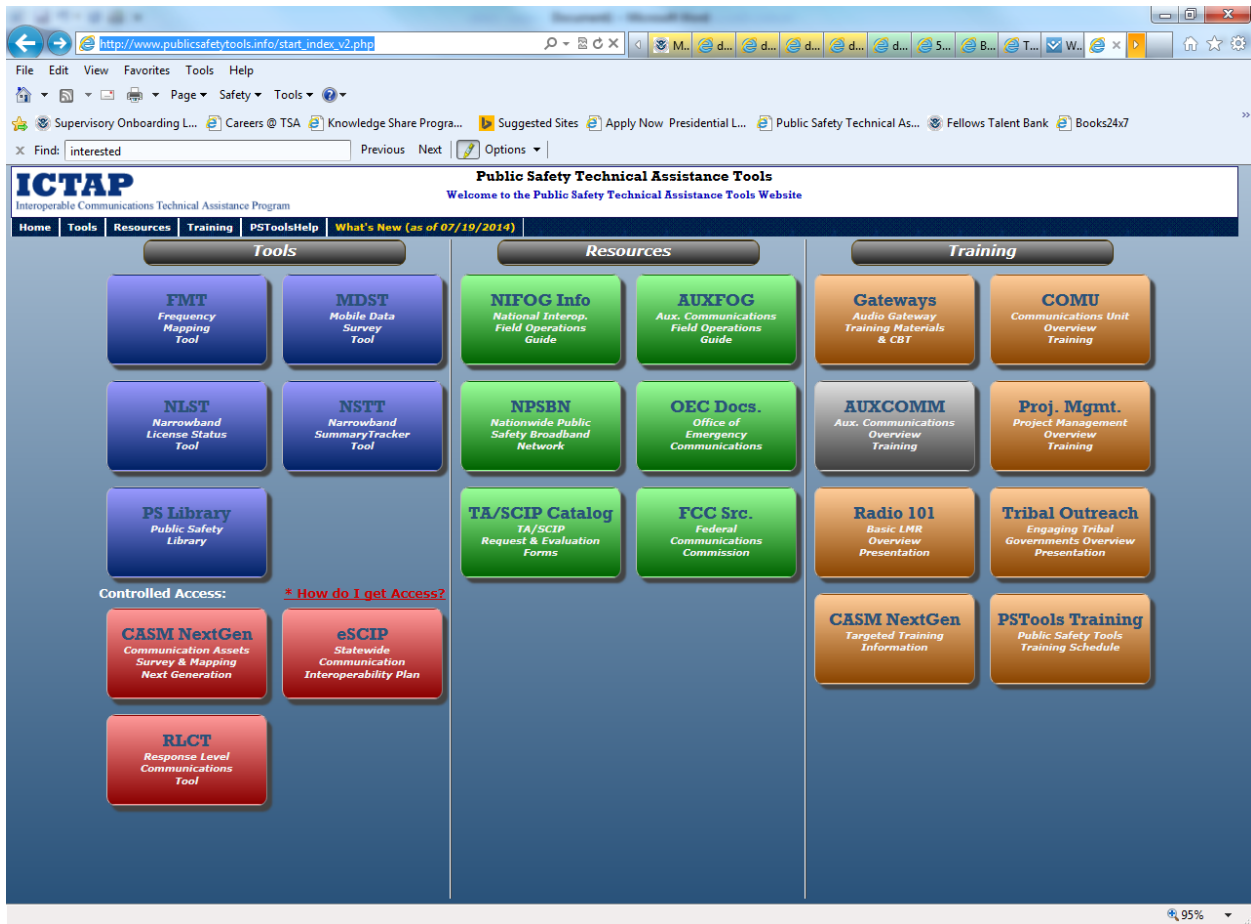 Document1 - Microsoft Word
http://www.publicsafetytools.info/start_index_v2.php
M.. d... d... d... d... d... 5... B... T... W..
File Edit View Favorites Tools Help
Page Safety Tools
Supervisory Onboarding L... Careers @ TSA Knowledge Share Progra... Suggested Sites Apply Now Presidential L... Public Safety Technical As... Fellows Talent Bank Books24x7
Find: interested Previous Next Options
ICTAP
Interoperable Communications Technical Assistance Program
Public Safety Technical Assistance Tools
Welcome to the Public Safety Technical Assistance Tools Website
Home Tools Resources Training PSToolsHelp What's New (as of 07/19/2014)
Tools
FMT
Frequency
Mapping
Tool
MDST
Mobile Data
Survey
Tool
NLST
Narrowband
License Status
Tool
NSTT
Narrowband
SummaryTracker
Tool
PS Library
Public Safety
Library
Controlled Access:
* How do I get Access?
CASM NextGen
Communication Assets
Survey & Mapping
Next Generation
eSCIP
Statewide
Communication
Interoperability Plan
RLCT
Response Level
Communications
Tool
Resources
NIFOG Info
National Interop.
Field Operations
Guide
AUXFOG
Aux. Communications
Field Operations
Guide
NPSBN
Nationwide Public
Safety Broadband
Network
OEC Docs.
Office of
Emergency
Communications
TA/SCIP Catalog
TA/SCIP
Request & Evaluation
Forms
FCC Src.
Federal
Communications
Commission
Training
Gateways
Audio Gateway
Training Materials
& CBT
COMU
Communications Unit
Overview
Training
AUXCOMM
Aux. Communications
Overview
Training
Proj. Mgmt.
Project Management
Overview
Training
Radio 101
Basic LMR
Overview
Presentation
Tribal Outreach
Engaging Tribal
Governments Overview
Presentation
CASM NextGen
Targeted Training
Information
PSTools Training
Public Safety Tools
Training Schedule
95%